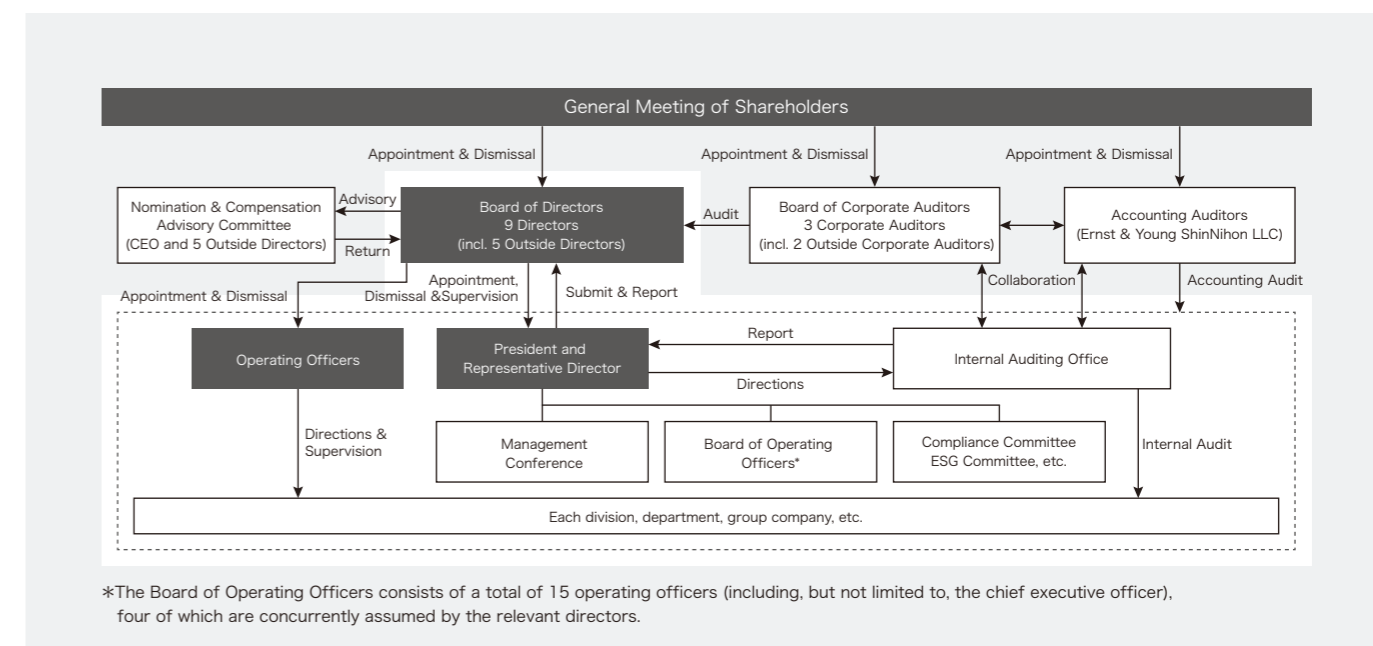 General Meeting of Shareholders
Appointment & Dismissal
Appointment & Dismissal
Appointment & Dismissal
Nomination & Compensation
Advisory Committee
(CEO and 5 Outside Directors)
Advisory
Return
Board of Directors
9 Directors
(incl. 5 Outside Directors)
Audit
Board of Corporate Auditors
3 Corporate Auditors
(incl. 2 Outside Corporate Auditors)
Accounting Auditors
(Ernst & Young ShinNihon LLC)
Appointment & Dismissal
Appointment,
Dismissal &Supervision
Submit & Report
Collaboration
Accounting Audit
Operating Officers
President and
Representative Director
Report
Directions
Internal Auditing Office
Directions &
Supervision
Management
Conference
Board of Operating
Officers*
Compliance Committee
ESG Committee, etc.
Internal Audit
Each division, department, group company, etc.
*The Board of Operating Officers consists of a total of 15 operating officers (including, but not limited to, the chief executive officer),
four of which are concurrently assumed by the relevant directors.